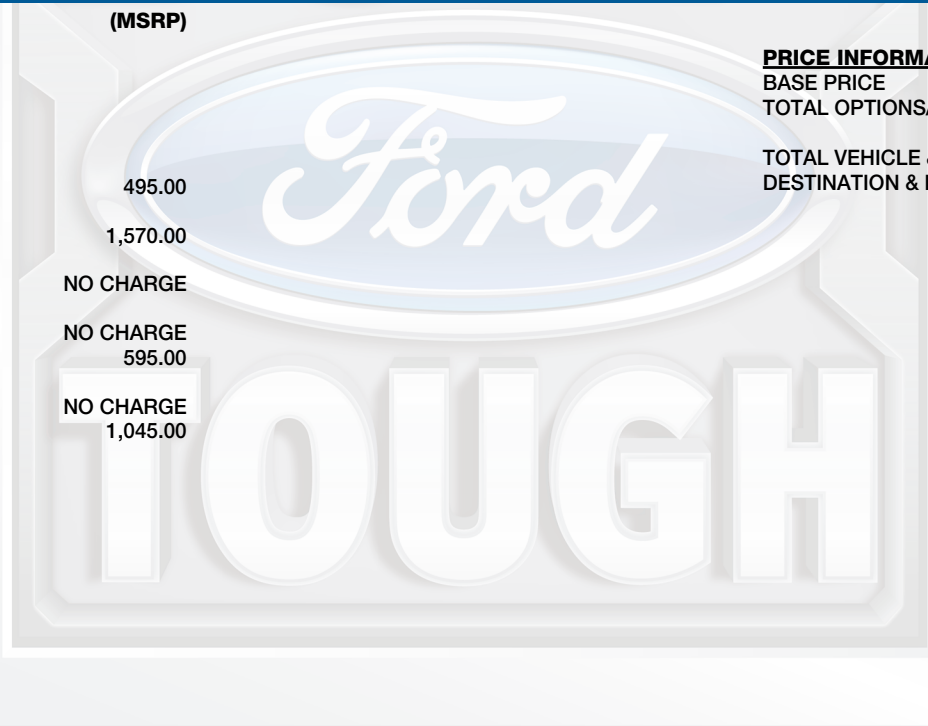 (MSRP)
495.00
1,570.00
NO CHARGE
NO CHARGE
595.00
NO CHARGE
1,045.00
PRICE INFORMA
BASE PRICE
TOTAL OPTIONS
TOTAL VEHICLE
DESTINATION &
Ford
TOUGH